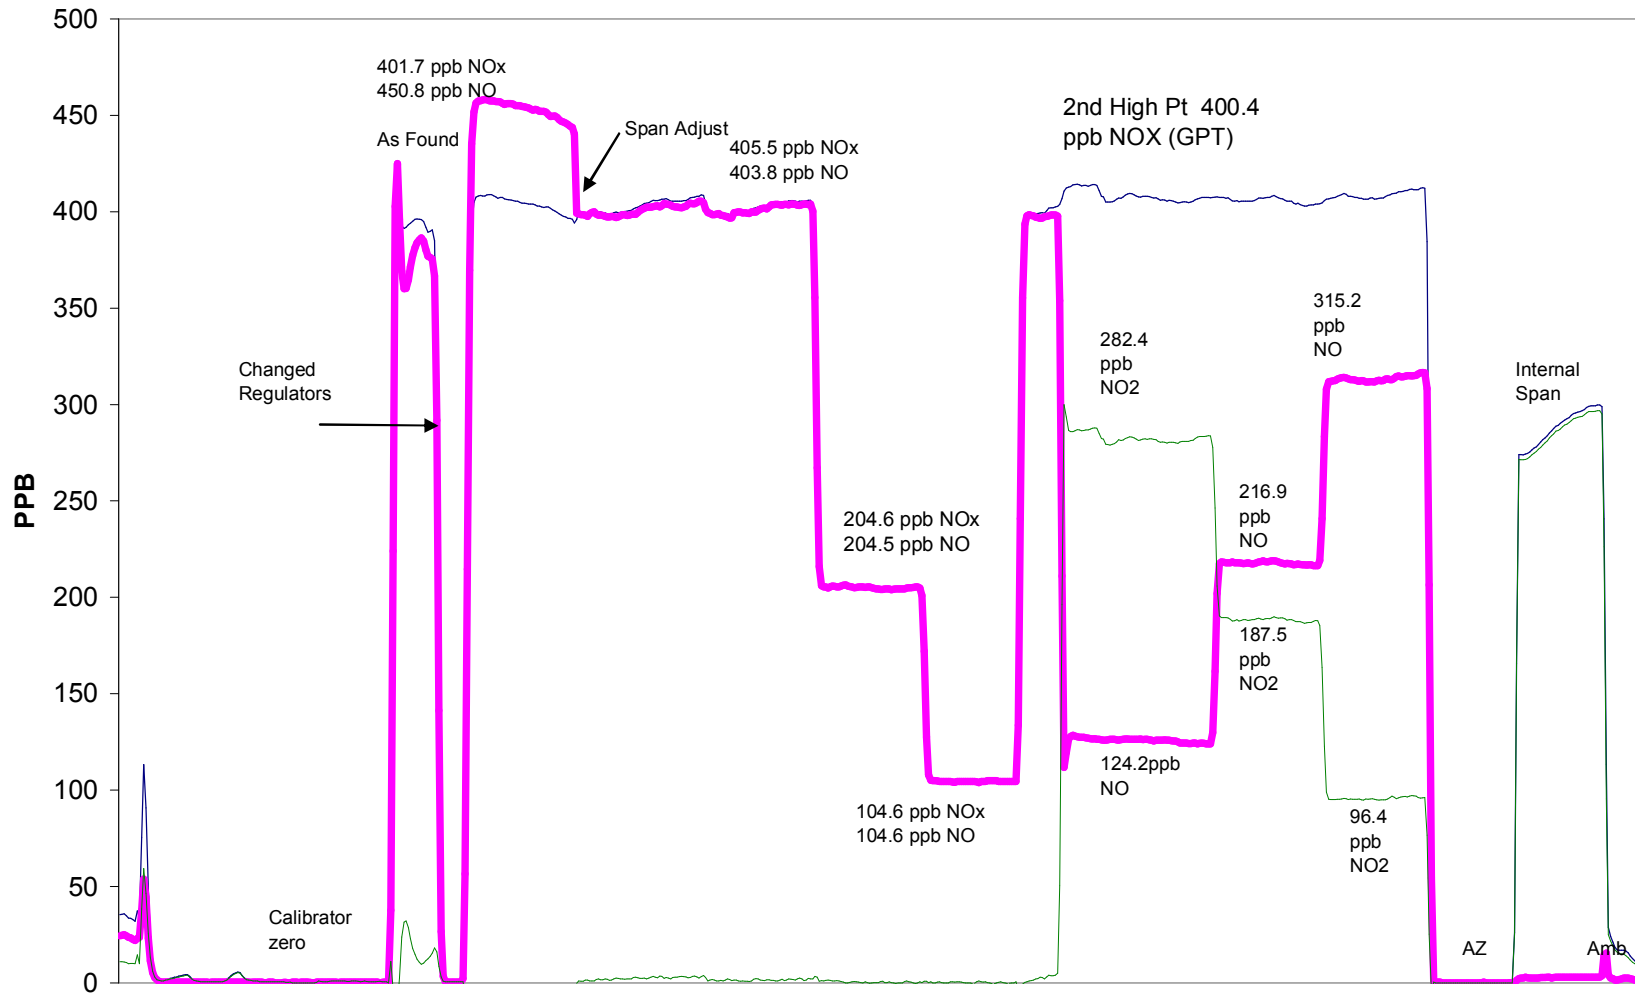 500
450
400
350
300
250
200
150
100
50
0
PPB
401.7 ppb NOx
450.8 ppb NO
As Found
Span Adjust
405.5 ppb NOx
403.8 ppb NO
2nd High Pt 400.4
ppb NOX (GPT)
Changed
Regulators
282.4
ppb
NO2
315.2
ppb
NO
Internal
Span
204.6 ppb NOx
204.5 ppb NO
216.9
ppb
NO
187.5
ppb
NO2
124.2ppb
NO
104.6 ppb NOx
104.6 ppb NO
96.4
ppb
NO2
Calibrator
zero
AZ
Amb